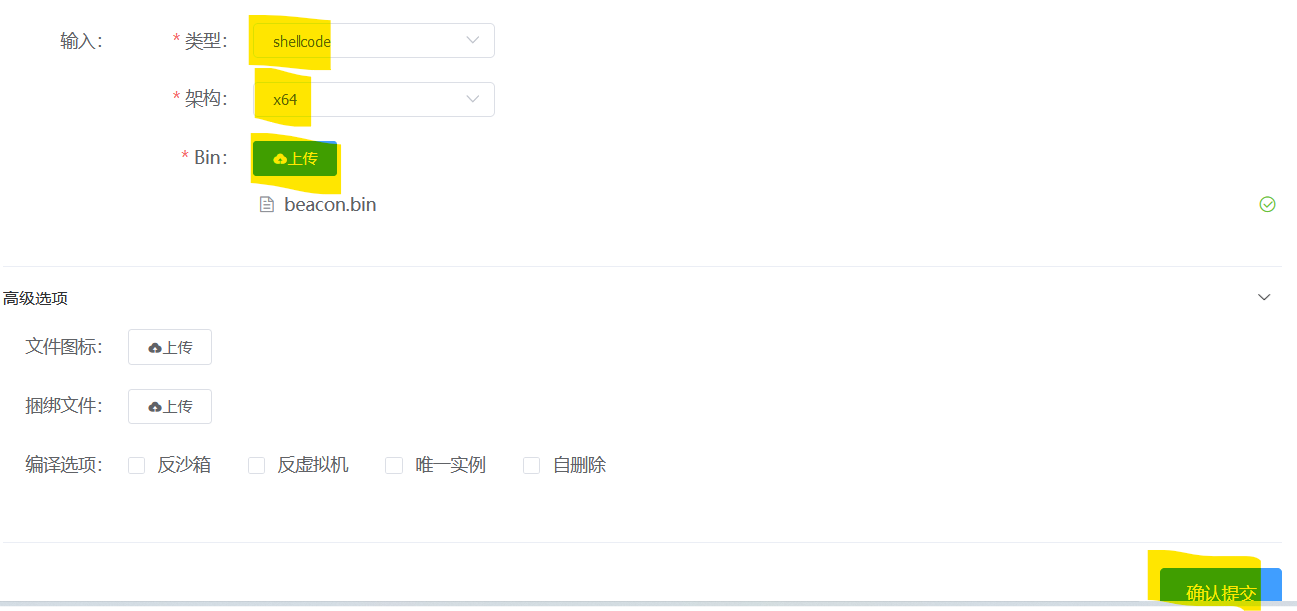 输入： * 类型： shellcode
* 架构： x64
* Bin： 上传
beacon.bin
高级选项
文件图标： 上传
捆绑文件： 上传
编译选项： 反沙箱 反虚拟机 唯一实例 自删除
确认提交